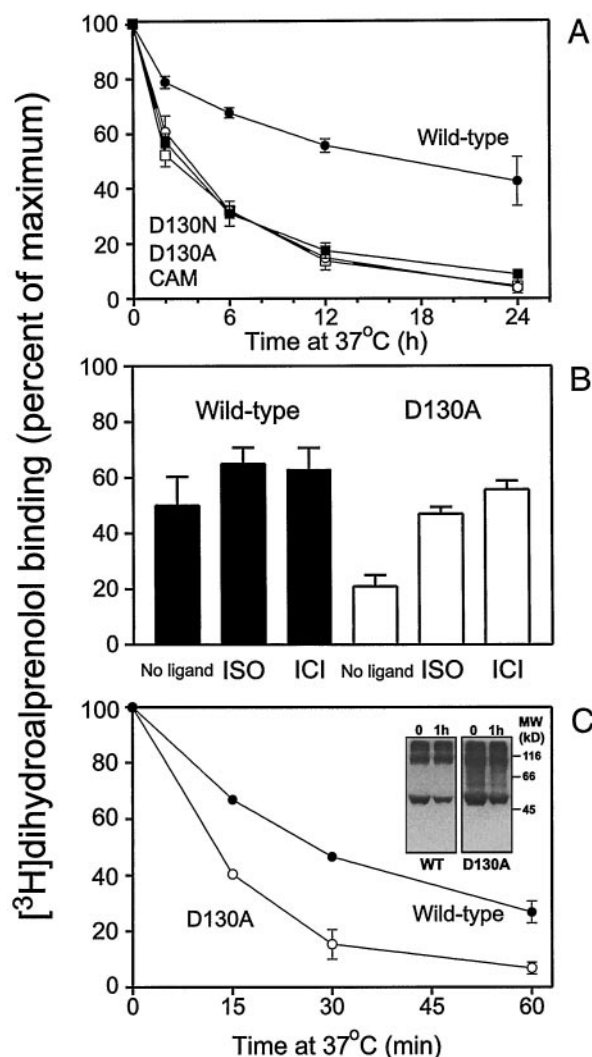 [³H]dihydroalprenolol binding (percent of maximum)
A
100
80
60
40
20
0
Wild-type
D130N
D130A
CAM
0 6 12 18 24
Time at 37°C (h)
B
100
80
60
40
20
0
Wild-type D130A
No ligand ISO ICI No ligand ISO ICI
C
100
80
60
40
20
0
0 1h 0 1h MW
(kD)
116
66
45
WT D130A
D130A
Wild-type
0 15 30 45 60
Time at 37°C (min)